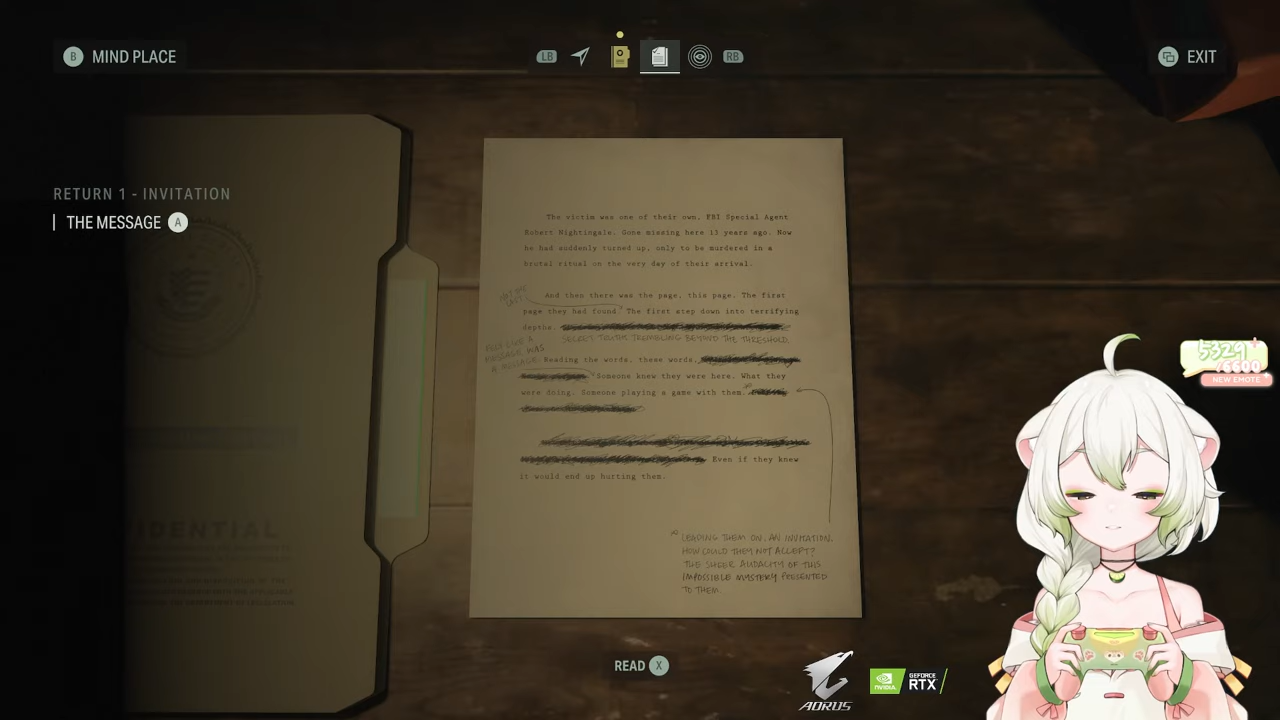 B MIND PLACE
LB
RB
EXIT
RETURN 1 - INVITATION
THE MESSAGE A
The victim was one of their own, FBI Special Agent
Robert Nightingale. Gone missing here 13 years ago. Now
he had suddenly turned up, only to be murdered in a
brutal ritual on the very day of their arrival.
And then there was the page, this page. The first
page they had found. The first step down into terrifying
depths.
SECRET TRUTHS TREMBLING BEYOND THE THRESHOLD.
FELT LIKE A
MESSAGE. WAS
A MESSAGE.
Reading the words, these words,
Someone knew they were here. What they
were doing. Someone playing a game with them.
Even if they knew
it would end up hurting them.
LEADING THEM ON. AN INVITATION.
HOW COULD THEY NOT ACCEPT?
THE SHEER AUDACITY OF THIS
IMPOSSIBLE MYSTERY PRESENTED
TO THEM.
IDENTIAL
READ X
AORUS
NVIDIA
GEFORCE
RTX
5329
/6600
NEW EMOTE